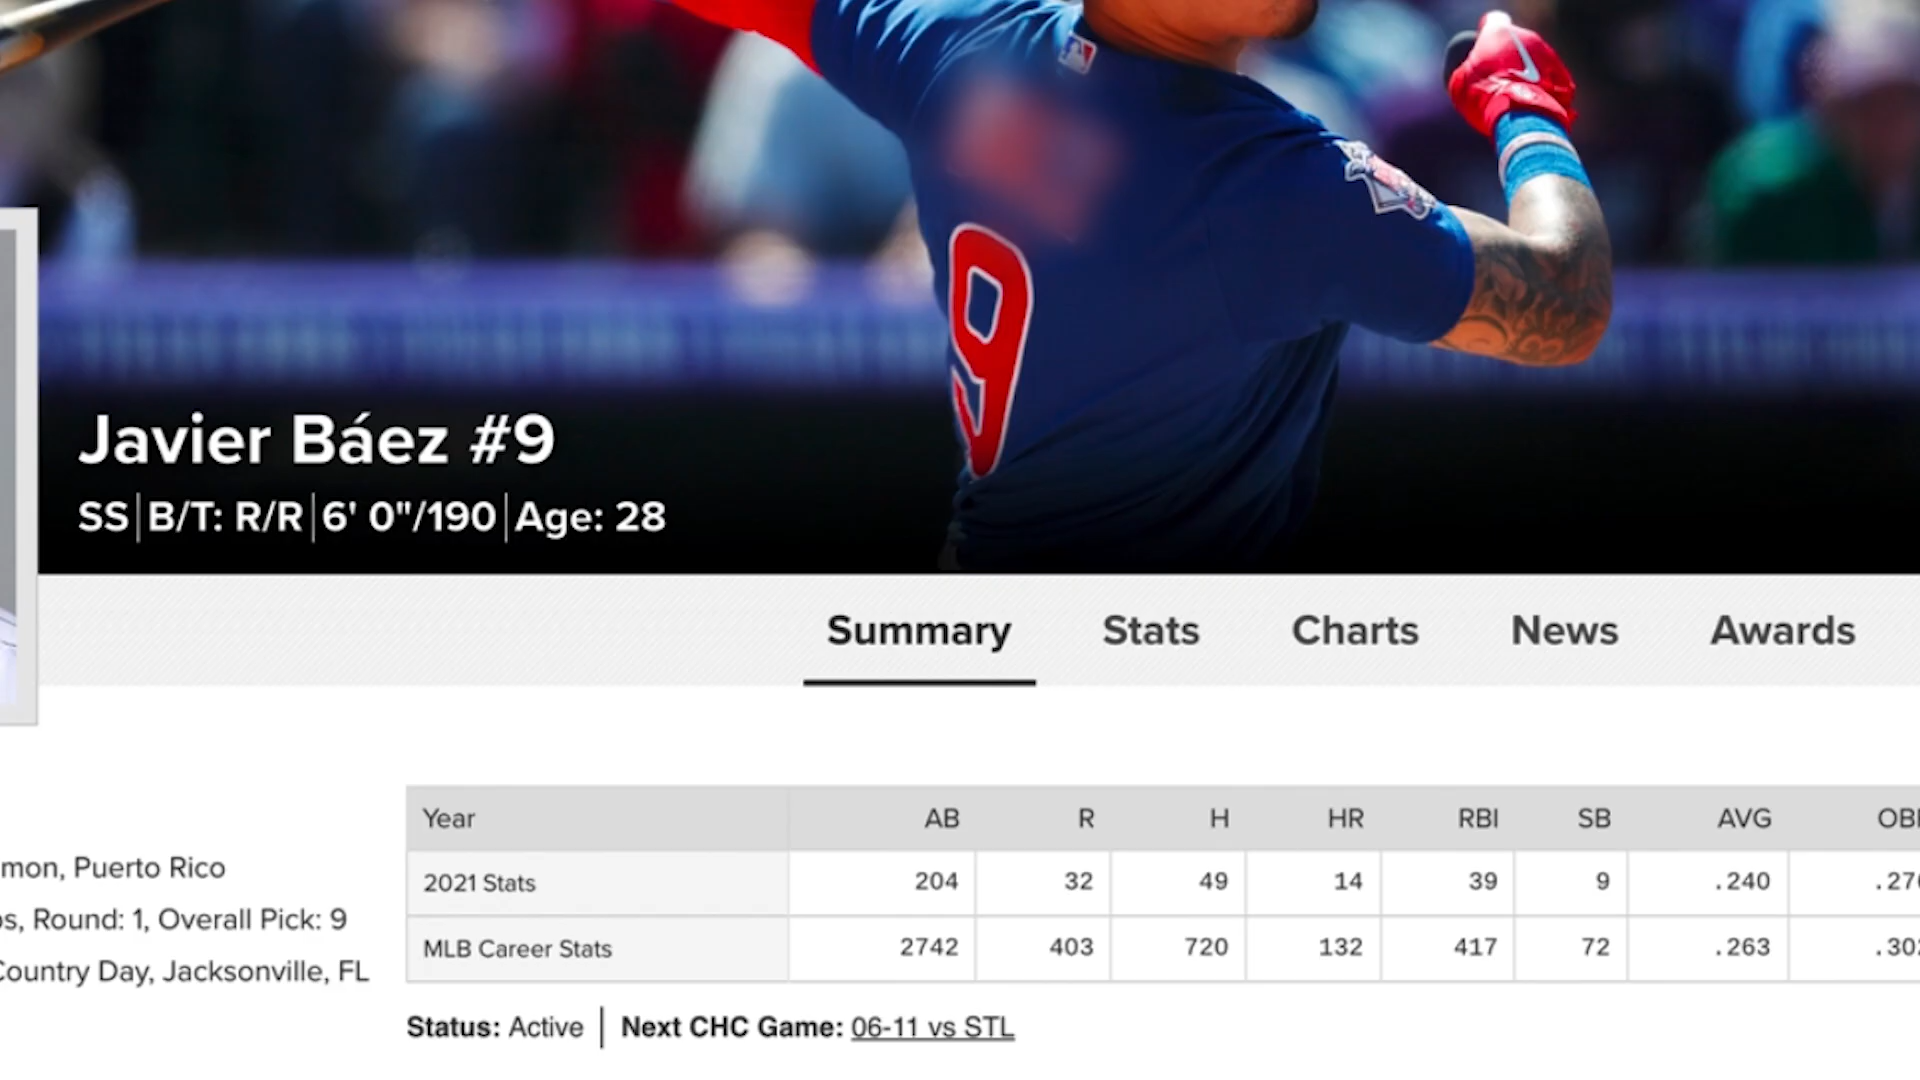 9
Javier Báez #9
SS|B/T: R/R|6' 0"/190|Age: 28
Summary Stats Charts News Awards
Year AB R H HR RBI SB AVG
2021 Stats 204 32 49 14 39 9 .240
MLB Career Stats 2742 403 720 132 417 72 .263
mon, Puerto Rico
s, Round: 1, Overall Pick: 9
Country Day, Jacksonville, FL
Status: Active | Next CHC Game: 06-11 vs STL